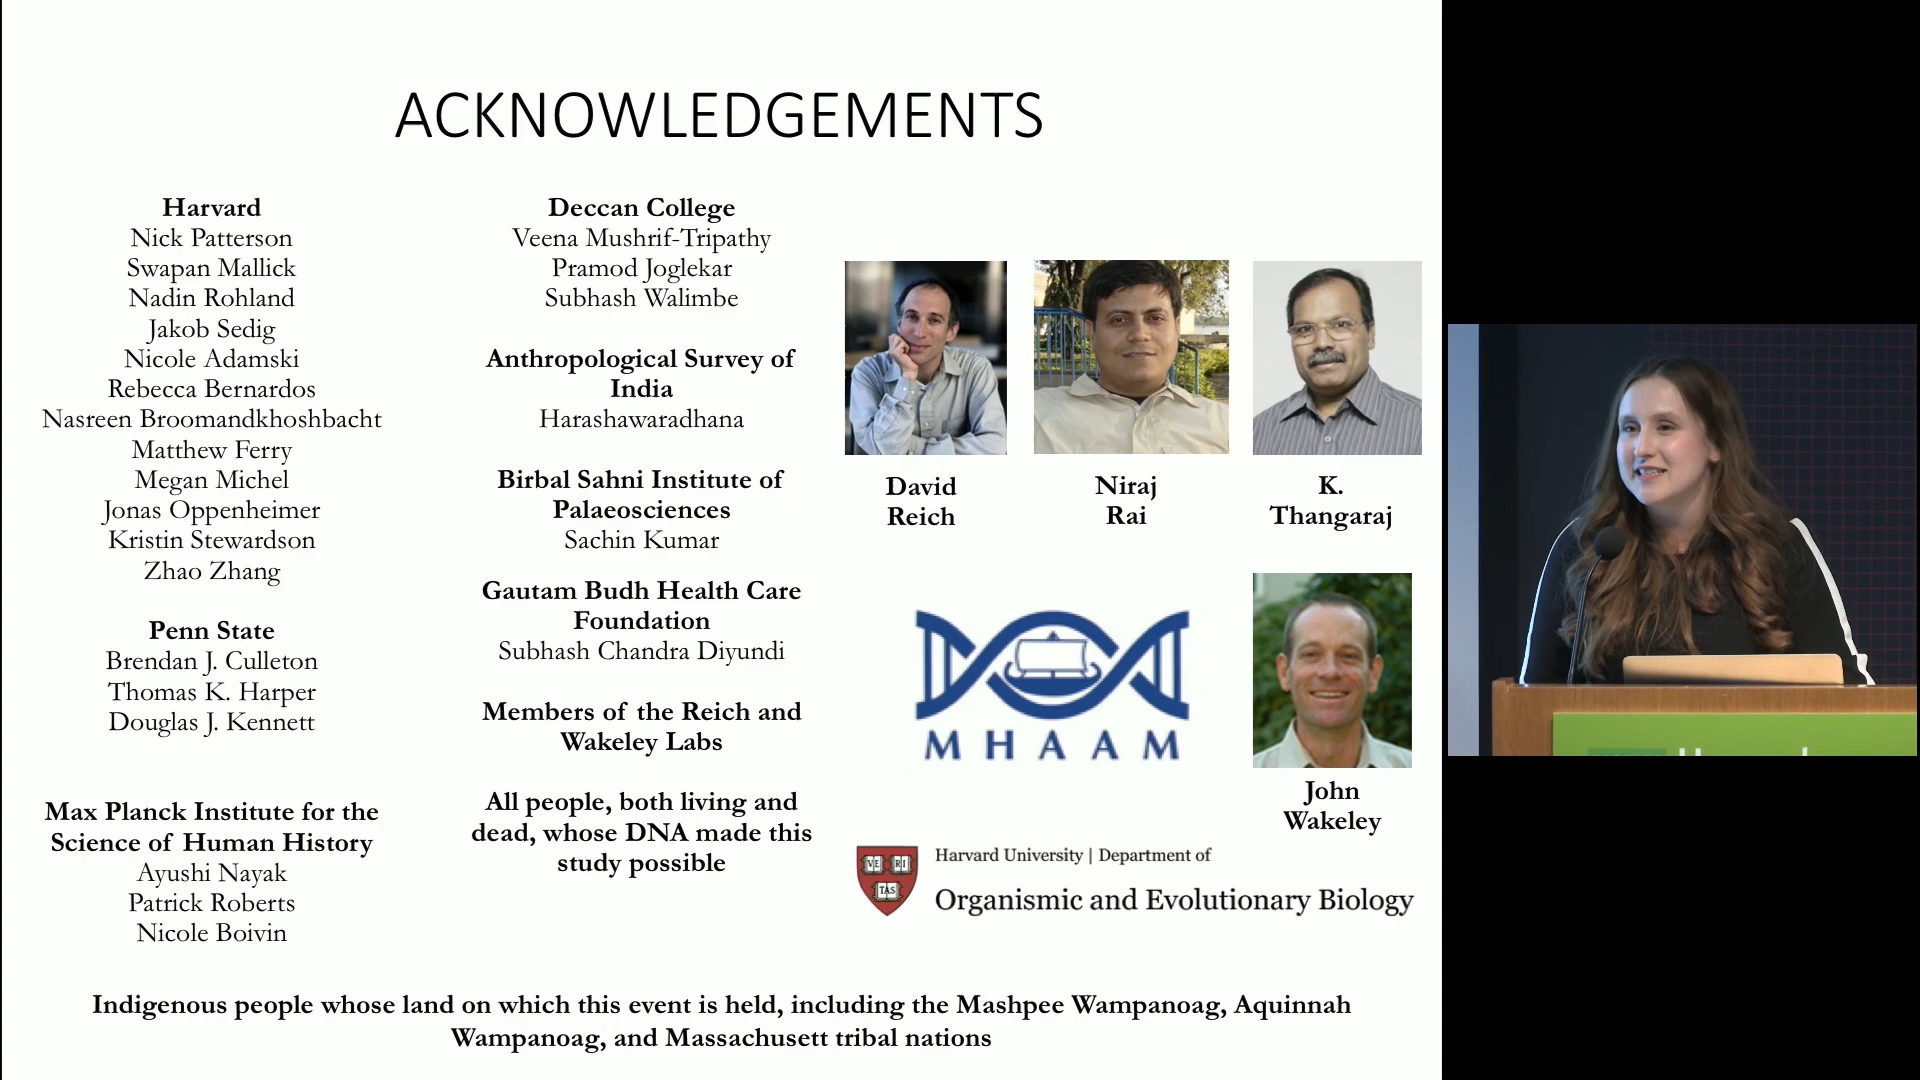 ACKNOWLEDGEMENTS
Harvard
Nick Patterson
Swapan Mallick
Nadin Rohland
Jakob Sedig
Nicole Adamski
Rebecca Bernardos
Nasreen Broomandkhoshbacht
Matthew Ferry
Megan Michel
Jonas Oppenheimer
Kristin Stewardson
Zhao Zhang
Penn State
Brendan J. Culleton
Thomas K. Harper
Douglas J. Kennett
Max Planck Institute for the
Science of Human History
Ayushi Nayak
Patrick Roberts
Nicole Boivin
Deccan College
Veena Mushrif-Tripathy
Pramod Joglekar
Subhash Walimbe
Anthropological Survey of
India
Harashawaradhana
Birbal Sahni Institute of
Palaeosciences
Sachin Kumar
Gautam Budh Health Care
Foundation
Subhash Chandra Diyundi
Members of the Reich and
Wakeley Labs
All people, both living and
dead, whose DNA made this
study possible
David
Reich
Niraj
Rai
K.
Thangaraj
MHAAM
John
Wakeley
VE RI
TAS
Harvard University | Department of
Organismic and Evolutionary Biology
Indigenous people whose land on which this event is held, including the Mashpee Wampanoag, Aquinnah
Wampanoag, and Massachusett tribal nations